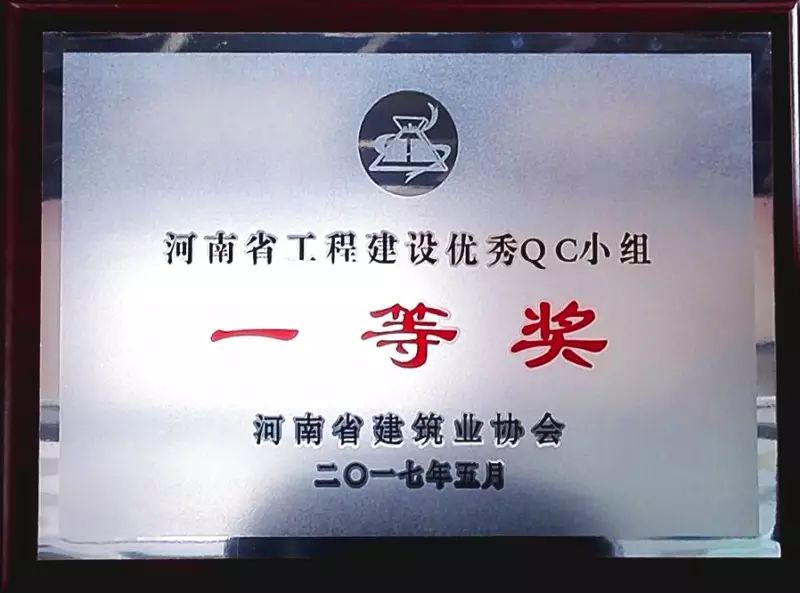 河南省工程建设优秀QC小组
一等奖
河南省建筑业协会
二〇一七年五月